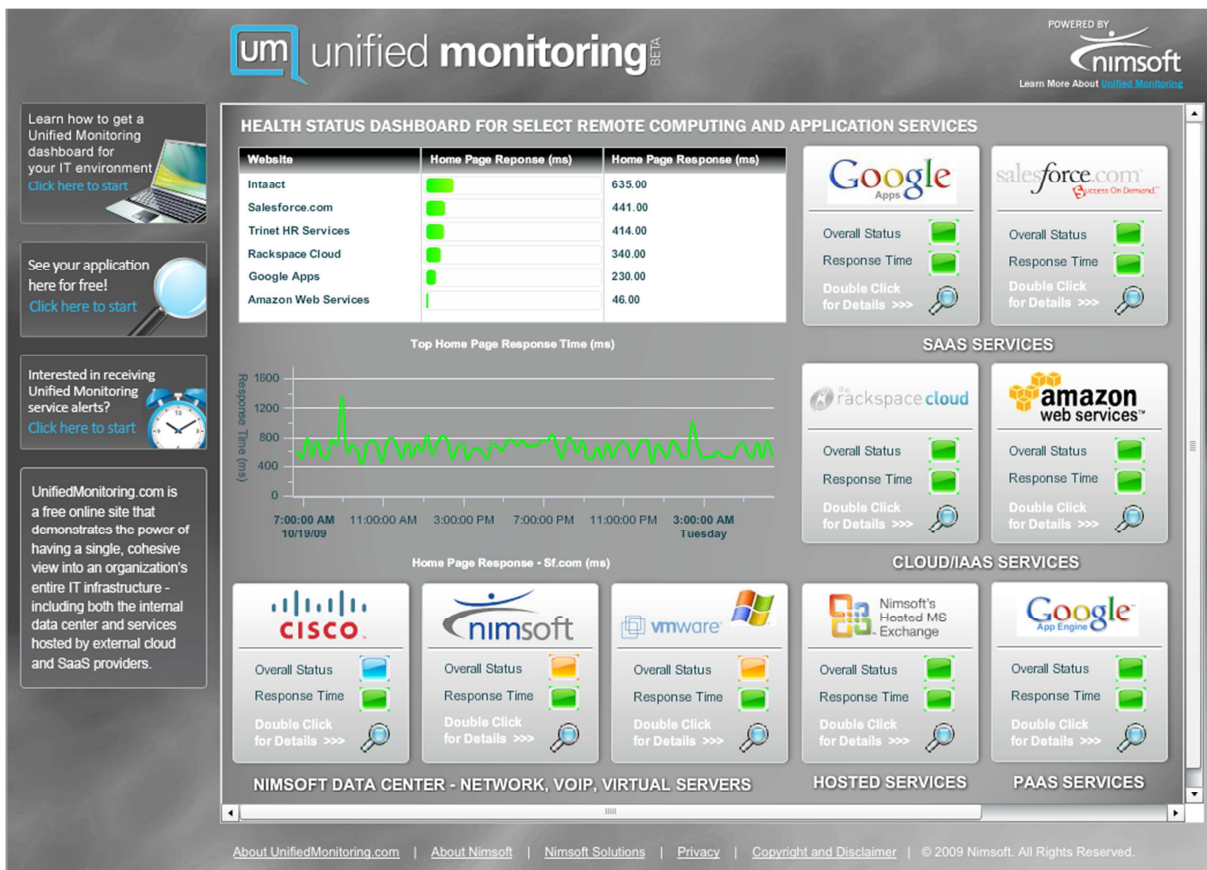 um unified monitoring BETA
POWERED BY
nimsoft
Learn More About Unified Monitoring
Learn how to get a
Unified Monitoring
dashboard for
your IT environment
Click here to start
See your application
here for free!
Click here to start
Interested in receiving
Unified Monitoring
service alerts?
Click here to start
UnifiedMonitoring.com is
a free online site that
demonstrates the power of
having a single, cohesive
view into an organization's
entire IT infrastructure -
including both the internal
data center and services
hosted by external cloud
and SaaS providers.
HEALTH STATUS DASHBOARD FOR SELECT REMOTE COMPUTING AND APPLICATION SERVICES
Website Home Page Reponse (ms) Home Page Response (ms)
Intaact 635.00
Salesforce.com 441.00
Trinet HR Services 414.00
Rackspace Cloud 340.00
Google Apps 230.00
Amazon Web Services 46.00
Top Home Page Response Time (ms)
Response Time (ms)
1600
1200
800
400
0
7:00:00 AM 11:00:00 AM 3:00:00 PM 7:00:00 PM 11:00:00 PM 3:00:00 AM
10/19/09 Tuesday
Home Page Response - Sf.com (ms)
Google
Apps
Overall Status
Response Time
Double Click
for Details >>>
salesforce.com
Success On Demand.™
Overall Status
Response Time
Double Click
for Details >>>
SAAS SERVICES
the
rackspace cloud
Overall Status
Response Time
Double Click
for Details >>>
amazon
web services™
Overall Status
Response Time
Double Click
for Details >>>
CLOUD/IAAS SERVICES
CISCO
Overall Status
Response Time
Double Click
for Details >>>
nimsoft
Overall Status
Response Time
Double Click
for Details >>>
vmware
Overall Status
Response Time
Double Click
for Details >>>
NIMSOFT DATA CENTER - NETWORK, VOIP, VIRTUAL SERVERS
Nimsoft's
Hosted MS
Exchange
Overall Status
Response Time
Double Click
for Details >>>
HOSTED SERVICES
Google
App Engine
Overall Status
Response Time
Double Click
for Details >>>
PAAS SERVICES
About UnifiedMonitoring.com | About Nimsoft | Nimsoft Solutions | Privacy | Copyright and Disclaimer | © 2009 Nimsoft. All Rights Reserved.